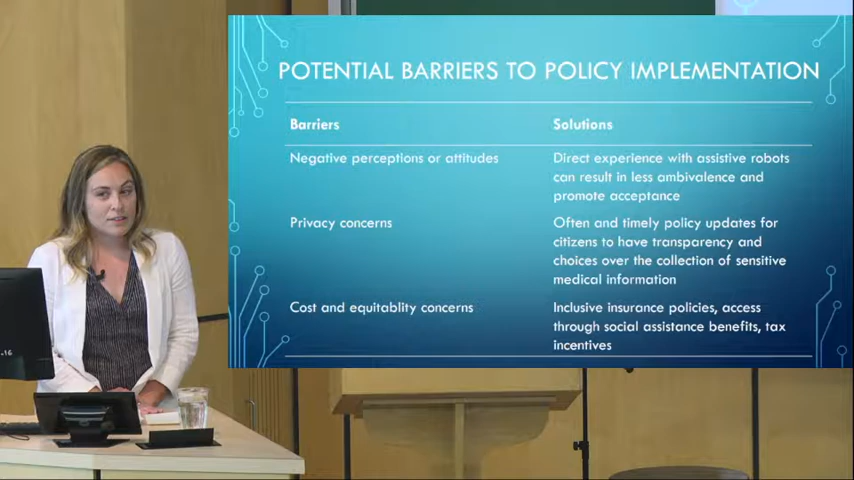 POTENTIAL BARRIERS TO POLICY IMPLEMENTATION
Barriers
Solutions
Negative perceptions or attitudes
Direct experience with assistive robots
can result in less ambivalence and
promote acceptance
Privacy concerns
Often and timely policy updates for
citizens to have transparency and
choices over the collection of sensitive
medical information
Cost and equitablity concerns
Inclusive insurance policies, access
through social assistance benefits, tax
incentives
.16